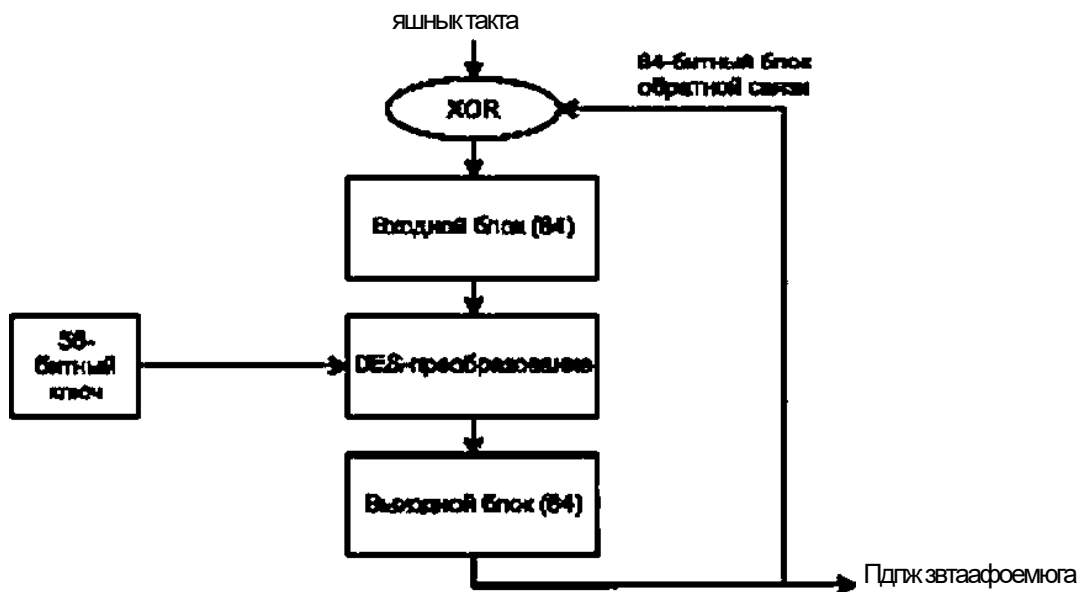 яшнык такта
64-битный блок
обратной связи
XOR
Входной блок (64)
56-
битный
ключ
DES-преобразование
Выходной блок (64)
Пдпж звтаафоемюга